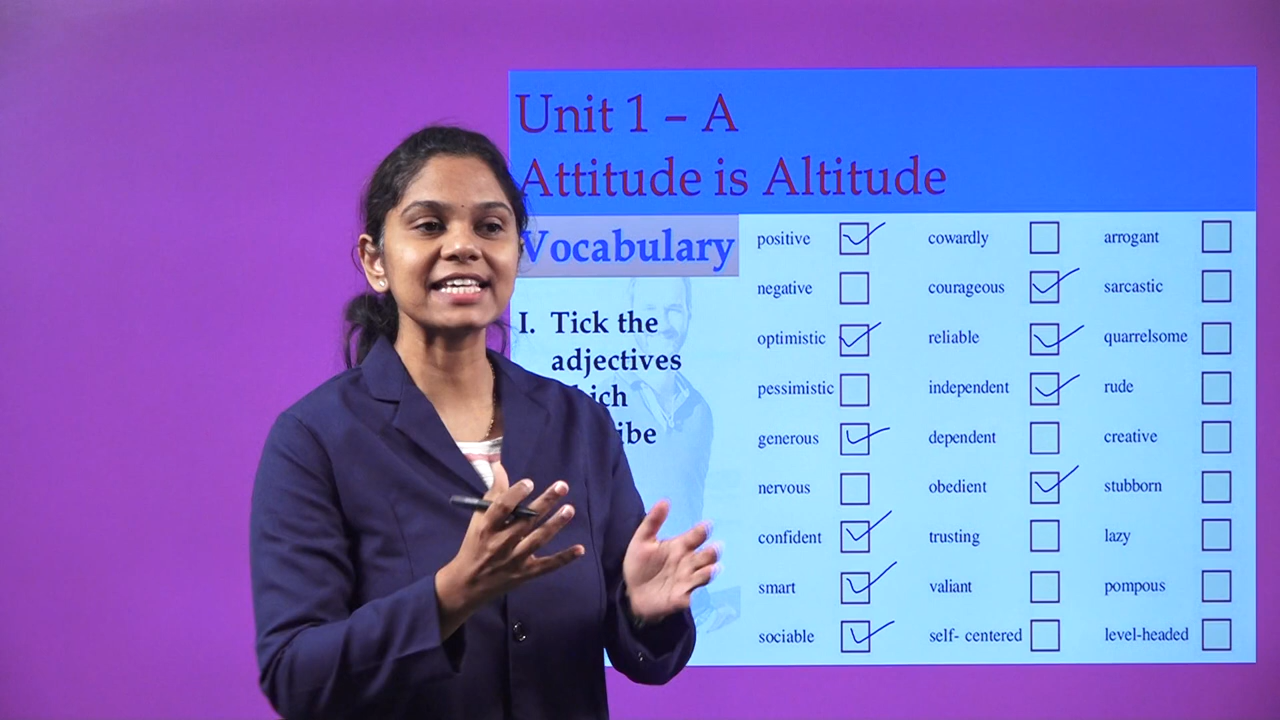 Unit 1 – A
Attitude is Altitude
Vocabulary
I. Tick the
adjectives
positive cowardly arrogant
negative courageous sarcastic
optimistic reliable quarrelsome
pessimistic independent rude
generous dependent creative
nervous obedient stubborn
confident trusting lazy
smart valiant pompous
sociable self- centered level-headed